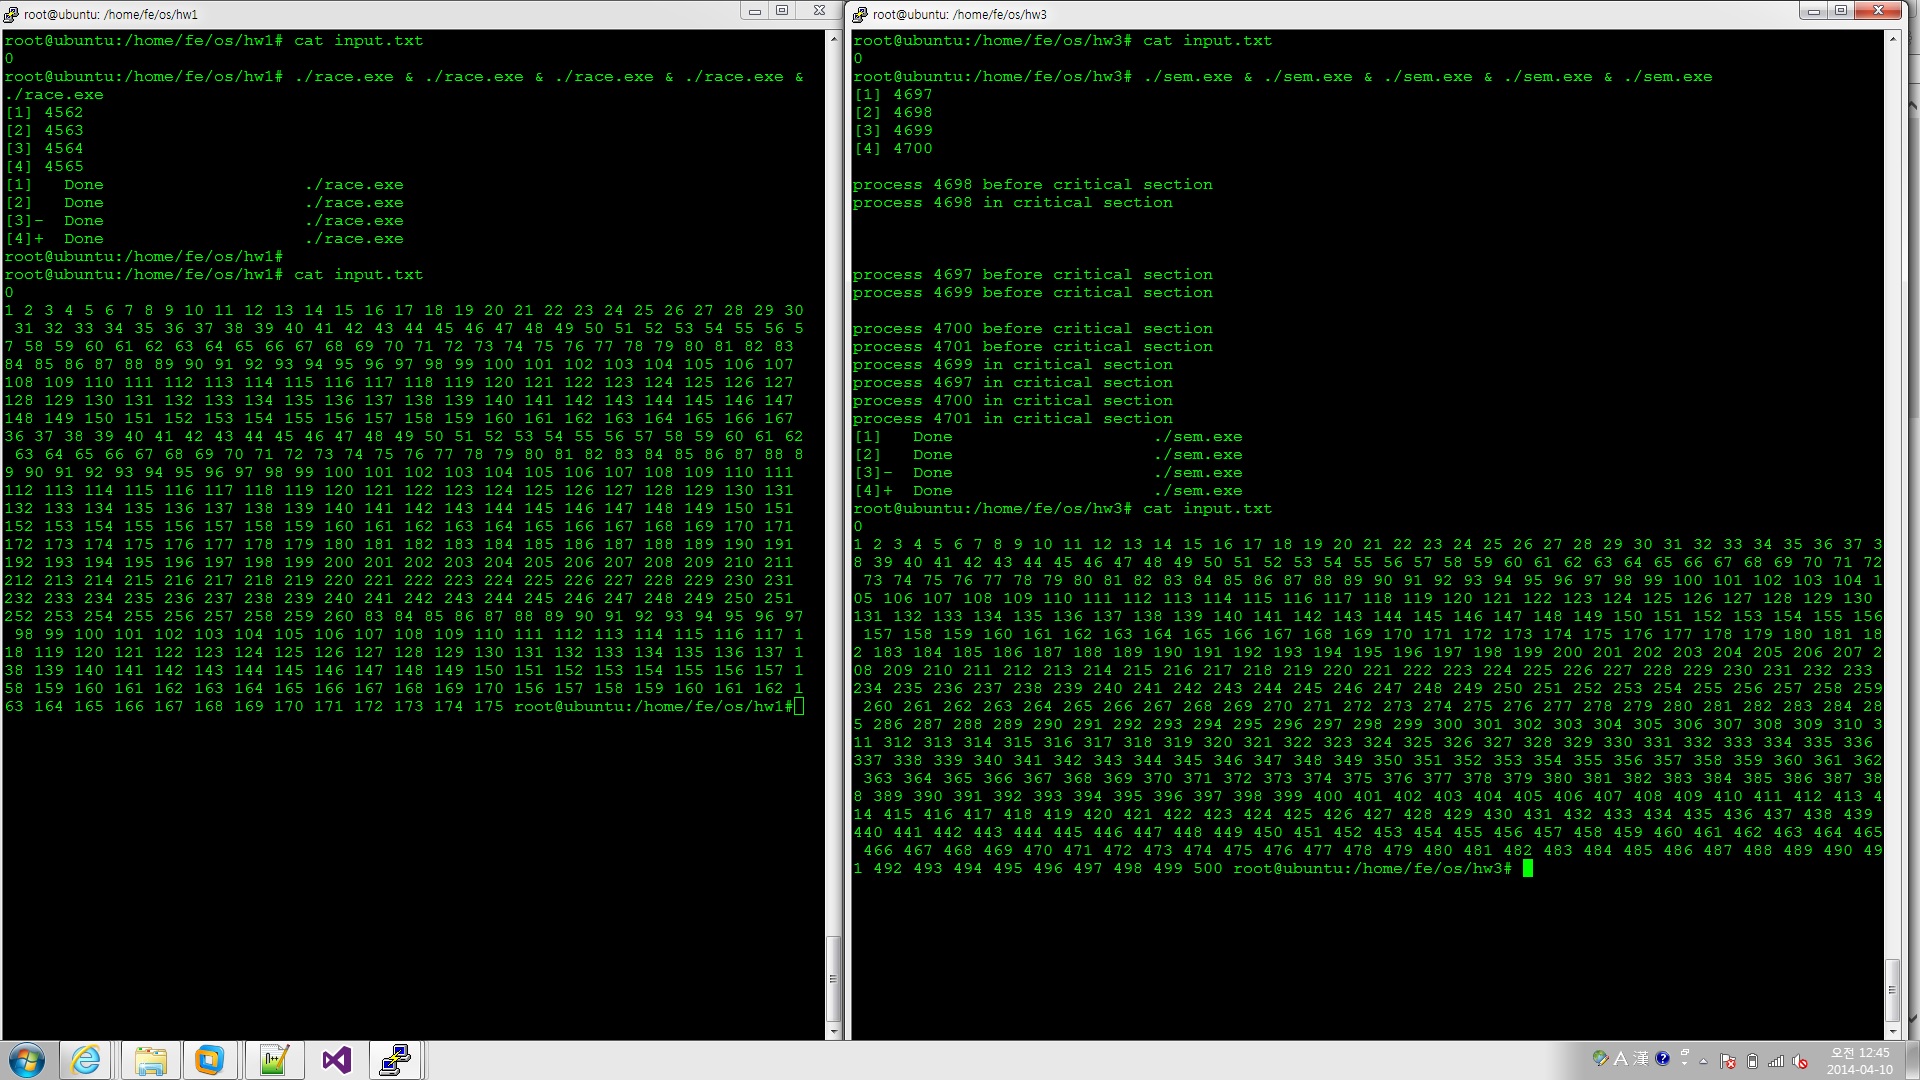 root@ubuntu: /home/fe/os/hw1
root@ubuntu:/home/fe/os/hw1# cat input.txt
0
root@ubuntu:/home/fe/os/hw1# ./race.exe & ./race.exe & ./race.exe & ./race.exe &
./race.exe
[1] 4562
[2] 4563
[3] 4564
[4] 4565
[1]   Done                    ./race.exe
[2]   Done                    ./race.exe
[3]-  Done                    ./race.exe
[4]+  Done                    ./race.exe
root@ubuntu:/home/fe/os/hw1#
root@ubuntu:/home/fe/os/hw1# cat input.txt
0
1 2 3 4 5 6 7 8 9 10 11 12 13 14 15 16 17 18 19 20 21 22 23 24 25 26 27 28 29 30
 31 32 33 34 35 36 37 38 39 40 41 42 43 44 45 46 47 48 49 50 51 52 53 54 55 56 5
7 58 59 60 61 62 63 64 65 66 67 68 69 70 71 72 73 74 75 76 77 78 79 80 81 82 83
84 85 86 87 88 89 90 91 92 93 94 95 96 97 98 99 100 101 102 103 104 105 106 107
108 109 110 111 112 113 114 115 116 117 118 119 120 121 122 123 124 125 126 127
128 129 130 131 132 133 134 135 136 137 138 139 140 141 142 143 144 145 146 147
148 149 150 151 152 153 154 155 156 157 158 159 160 161 162 163 164 165 166 167
36 37 38 39 40 41 42 43 44 45 46 47 48 49 50 51 52 53 54 55 56 57 58 59 60 61 62
 63 64 65 66 67 68 69 70 71 72 73 74 75 76 77 78 79 80 81 82 83 84 85 86 87 88 8
9 90 91 92 93 94 95 96 97 98 99 100 101 102 103 104 105 106 107 108 109 110 111
112 113 114 115 116 117 118 119 120 121 122 123 124 125 126 127 128 129 130 131
132 133 134 135 136 137 138 139 140 141 142 143 144 145 146 147 148 149 150 151
152 153 154 155 156 157 158 159 160 161 162 163 164 165 166 167 168 169 170 171
172 173 174 175 176 177 178 179 180 181 182 183 184 185 186 187 188 189 190 191
192 193 194 195 196 197 198 199 200 201 202 203 204 205 206 207 208 209 210 211
212 213 214 215 216 217 218 219 220 221 222 223 224 225 226 227 228 229 230 231
232 233 234 235 236 237 238 239 240 241 242 243 244 245 246 247 248 249 250 251
252 253 254 255 256 257 258 259 260 83 84 85 86 87 88 89 90 91 92 93 94 95 96 97
 98 99 100 101 102 103 104 105 106 107 108 109 110 111 112 113 114 115 116 117 1
18 119 120 121 122 123 124 125 126 127 128 129 130 131 132 133 134 135 136 137 1
38 139 140 141 142 143 144 145 146 147 148 149 150 151 152 153 154 155 156 157 1
58 159 160 161 162 163 164 165 166 167 168 169 170 156 157 158 159 160 161 162 1
63 164 165 166 167 168 169 170 171 172 173 174 175 root@ubuntu:/home/fe/os/hw1#
root@ubuntu: /home/fe/os/hw3
root@ubuntu:/home/fe/os/hw3# cat input.txt
0
root@ubuntu:/home/fe/os/hw3# ./sem.exe & ./sem.exe & ./sem.exe & ./sem.exe & ./sem.exe
[1] 4697
[2] 4698
[3] 4699
[4] 4700
process 4698 before critical section
process 4698 in critical section
process 4697 before critical section
process 4699 before critical section
process 4700 before critical section
process 4701 before critical section
process 4699 in critical section
process 4697 in critical section
process 4700 in critical section
process 4701 in critical section
[1]   Done                    ./sem.exe
[2]   Done                    ./sem.exe
[3]-  Done                    ./sem.exe
[4]+  Done                    ./sem.exe
root@ubuntu:/home/fe/os/hw3# cat input.txt
0
1 2 3 4 5 6 7 8 9 10 11 12 13 14 15 16 17 18 19 20 21 22 23 24 25 26 27 28 29 30 31 32 33 34 35 36 37 3
8 39 40 41 42 43 44 45 46 47 48 49 50 51 52 53 54 55 56 57 58 59 60 61 62 63 64 65 66 67 68 69 70 71 72
 73 74 75 76 77 78 79 80 81 82 83 84 85 86 87 88 89 90 91 92 93 94 95 96 97 98 99 100 101 102 103 104 1
05 106 107 108 109 110 111 112 113 114 115 116 117 118 119 120 121 122 123 124 125 126 127 128 129 130
131 132 133 134 135 136 137 138 139 140 141 142 143 144 145 146 147 148 149 150 151 152 153 154 155 156
 157 158 159 160 161 162 163 164 165 166 167 168 169 170 171 172 173 174 175 176 177 178 179 180 181 18
2 183 184 185 186 187 188 189 190 191 192 193 194 195 196 197 198 199 200 201 202 203 204 205 206 207 2
08 209 210 211 212 213 214 215 216 217 218 219 220 221 222 223 224 225 226 227 228 229 230 231 232 233
234 235 236 237 238 239 240 241 242 243 244 245 246 247 248 249 250 251 252 253 254 255 256 257 258 259
 260 261 262 263 264 265 266 267 268 269 270 271 272 273 274 275 276 277 278 279 280 281 282 283 284 28
5 286 287 288 289 290 291 292 293 294 295 296 297 298 299 300 301 302 303 304 305 306 307 308 309 310 3
11 312 313 314 315 316 317 318 319 320 321 322 323 324 325 326 327 328 329 330 331 332 333 334 335 336
337 338 339 340 341 342 343 344 345 346 347 348 349 350 351 352 353 354 355 356 357 358 359 360 361 362
 363 364 365 366 367 368 369 370 371 372 373 374 375 376 377 378 379 380 381 382 383 384 385 386 387 38
8 389 390 391 392 393 394 395 396 397 398 399 400 401 402 403 404 405 406 407 408 409 410 411 412 413 4
14 415 416 417 418 419 420 421 422 423 424 425 426 427 428 429 430 431 432 433 434 435 436 437 438 439
440 441 442 443 444 445 446 447 448 449 450 451 452 453 454 455 456 457 458 459 460 461 462 463 464 465
 466 467 468 469 470 471 472 473 474 475 476 477 478 479 480 481 482 483 484 485 486 487 488 489 490 49
1 492 493 494 495 496 497 498 499 500 root@ubuntu:/home/fe/os/hw3#
A 漢
오전 12:45
2014-04-10